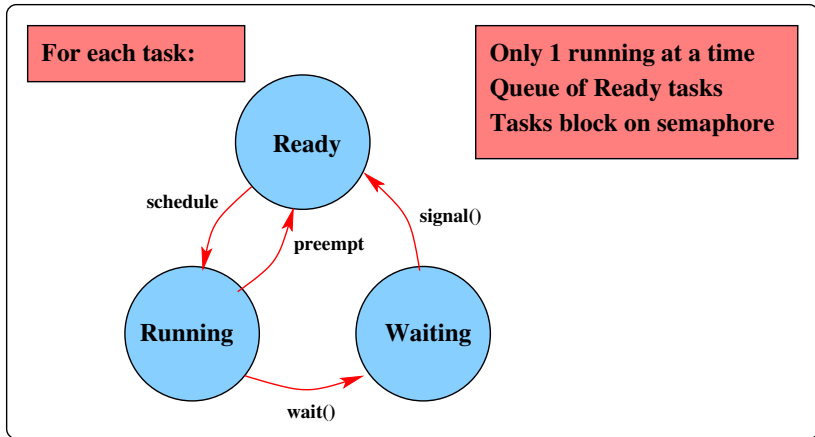 For each task:
Only 1 running at a time
Queue of Ready tasks
Tasks block on semaphore
Ready
schedule
signal()
preempt
Running
Waiting
wait()